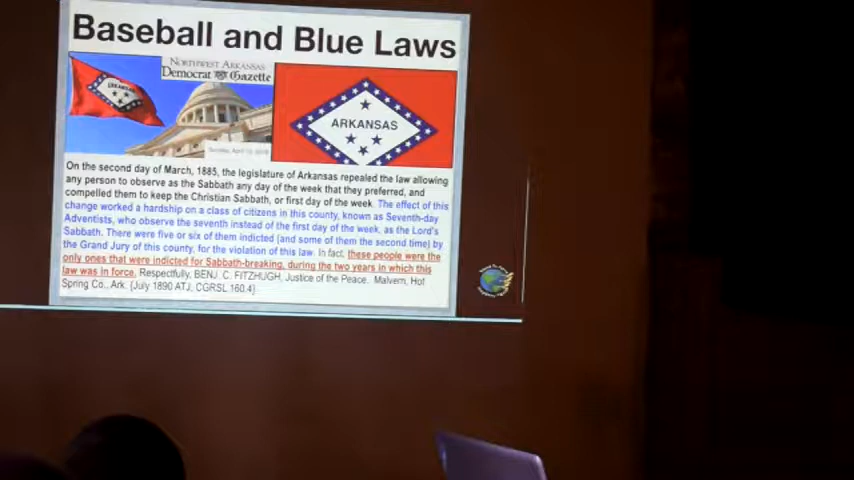 Baseball and Blue Laws
NORTHWEST ARKANSAS
Democrat Gazette
ARKANSAS
ARKANSAS
On the second day of March, 1885, the legislature of Arkansas repealed the law allowing
any person to observe as the Sabbath any day of the week that they preferred, and
compelled them to keep the Christian Sabbath, or first day of the week. The effect of this
change worked a hardship on a class of citizens in this county, known as Seventh-day
Adventists, who observe the seventh instead of the first day of the week, as the Lord's
Sabbath. There were five or six of them indicted (and some of them the second time) by
the Grand Jury of this county, for the violation of this law. In fact, these people were the
only ones that were indicted for Sabbath-breaking, during the two years in which this
law was in force. Respectfully, BENJ. C. FITZHUGH, Justice of the Peace. Malvern, Hot
Spring Co., Ark. {July 1890 ATJ, CGRSL 160.4}